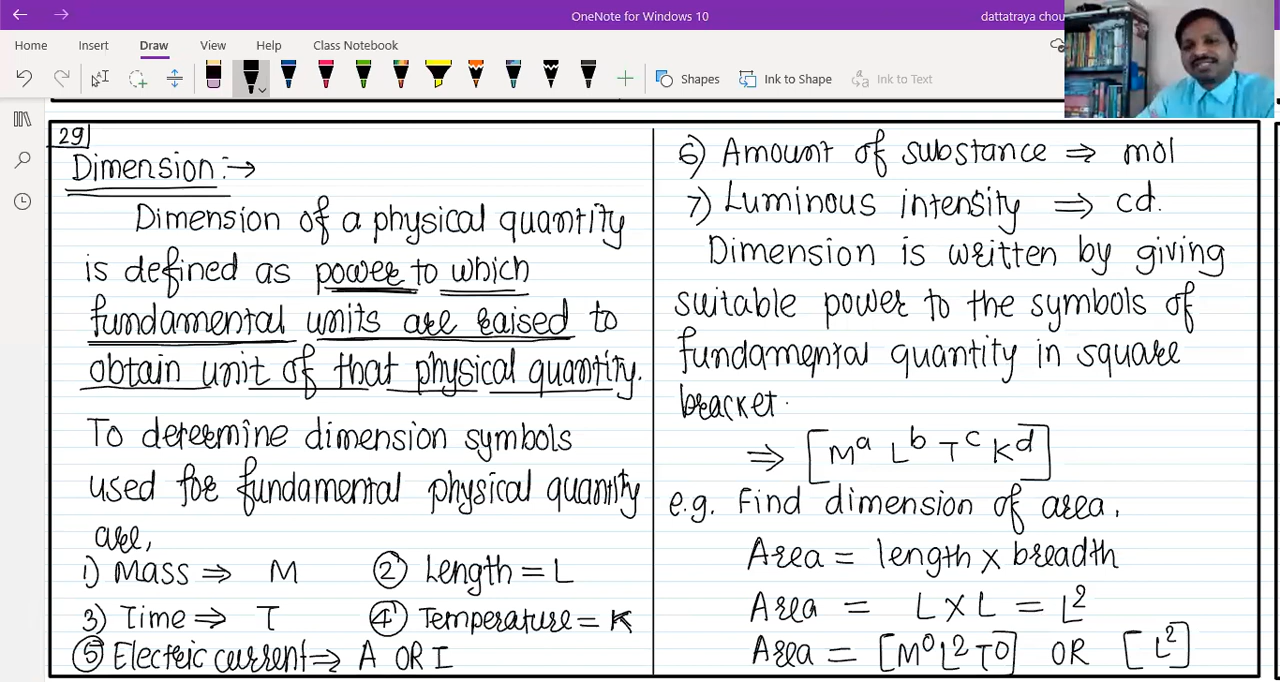 OneNote for Windows 10
dattatraya chou
Home Insert Draw View Help Class Notebook
Shapes Ink to Shape Ink to Text
29
Dimension :→
Dimension of a physical quantity
is defined as power to which
fundamental units are raised to
obtain unit of that physical quantity.
To determine dimension symbols
used for fundamental physical quantity
are,
1) Mass ⇒ M ② Length = L
3) Time ⇒ T ④ Temperature = K
⑤ Electric current ⇒ A OR I
6) Amount of substance ⇒ mol
7) Luminous intensity ⇒ cd.
Dimension is written by giving
suitable power to the symbols of
fundamental quantity in square
bracket.
⇒ [Mᵃ Lᵇ Tᶜ Kᵈ]
e.g. Find dimension of area.
Area = length × breadth
Area = L × L = L²
Area = [M⁰L²T⁰] OR [L²]